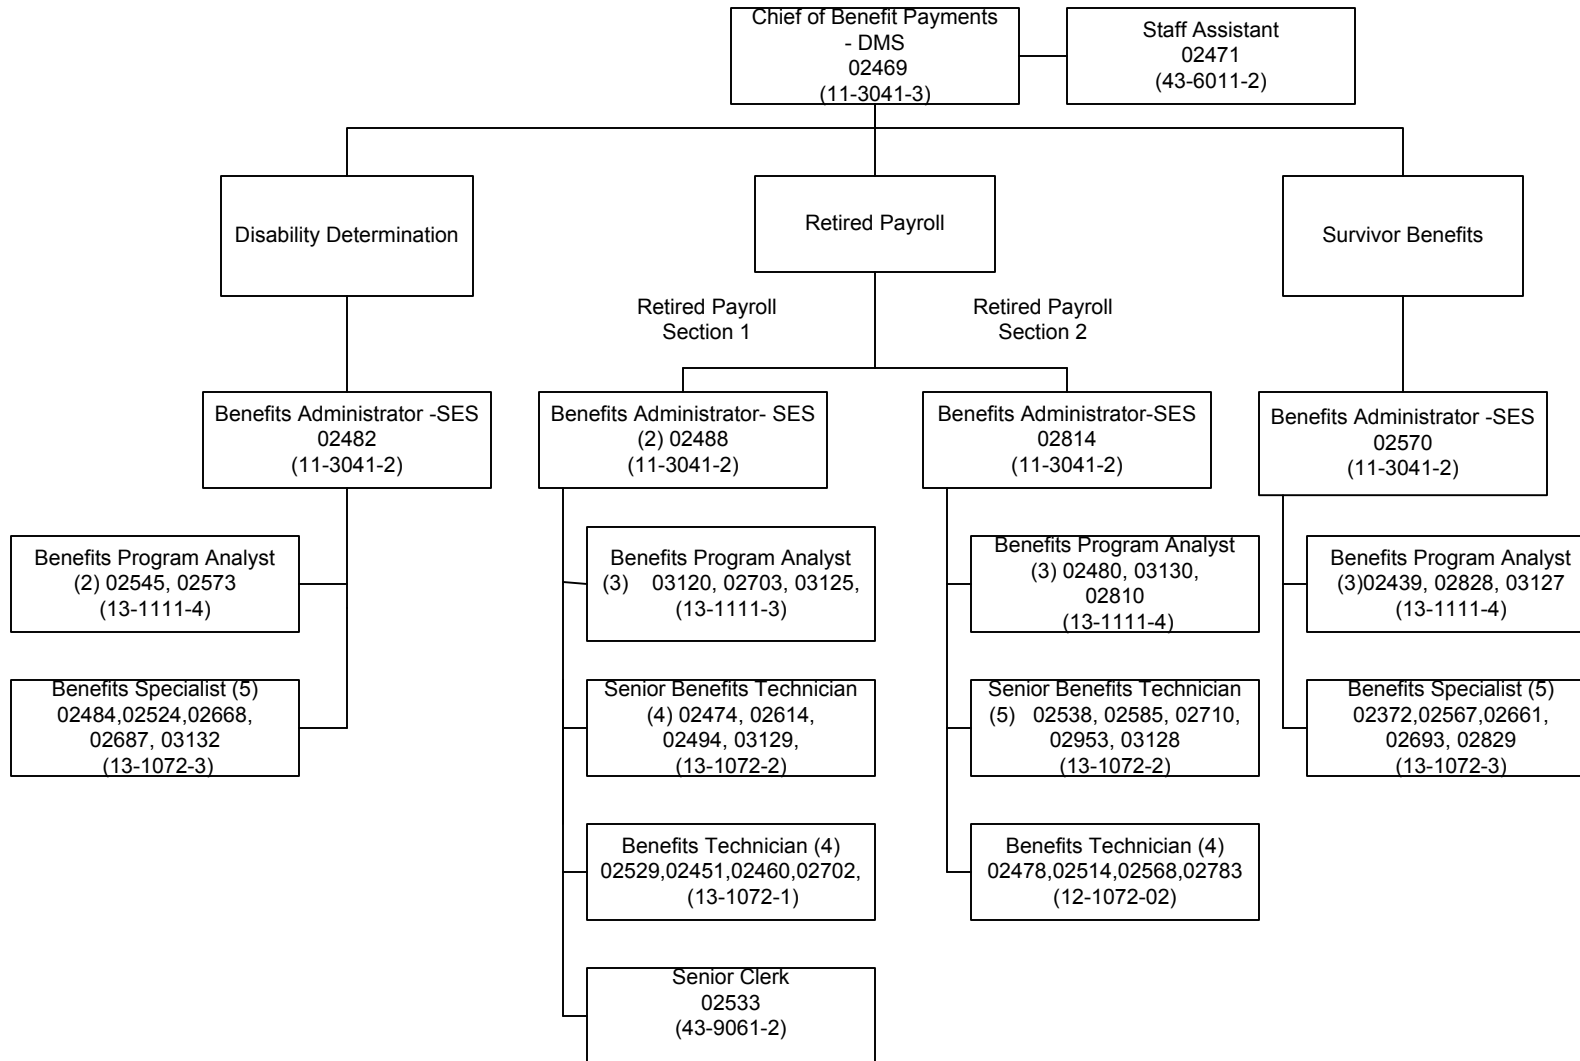 Chief of Benefit Payments
- DMS
02469
(11-3041-3)
Staff Assistant
02471
(43-6011-2)
Disability Determination
Retired Payroll
Survivor Benefits
Retired Payroll
Section 1
Retired Payroll
Section 2
Benefits Administrator -SES
02482
(11-3041-2)
Benefits Administrator- SES
(2) 02488
(11-3041-2)
Benefits Administrator-SES
02814
(11-3041-2)
Benefits Administrator -SES
02570
(11-3041-2)
Benefits Program Analyst
(2) 02545, 02573
(13-1111-4)
Benefits Program Analyst
(3) 03120, 02703, 03125,
(13-1111-3)
Benefits Program Analyst
(3) 02480, 03130,
02810
(13-1111-4)
Benefits Program Analyst
(3)02439, 02828, 03127
(13-1111-4)
Benefits Specialist (5)
02484,02524,02668,
02687, 03132
(13-1072-3)
Senior Benefits Technician
(4) 02474, 02614,
02494, 03129,
(13-1072-2)
Senior Benefits Technician
(5) 02538, 02585, 02710,
02953, 03128
(13-1072-2)
Benefits Specialist (5)
02372,02567,02661,
02693, 02829
(13-1072-3)
Benefits Technician (4)
02529,02451,02460,02702,
(13-1072-1)
Benefits Technician (4)
02478,02514,02568,02783
(12-1072-02)
Senior Clerk
02533
(43-9061-2)